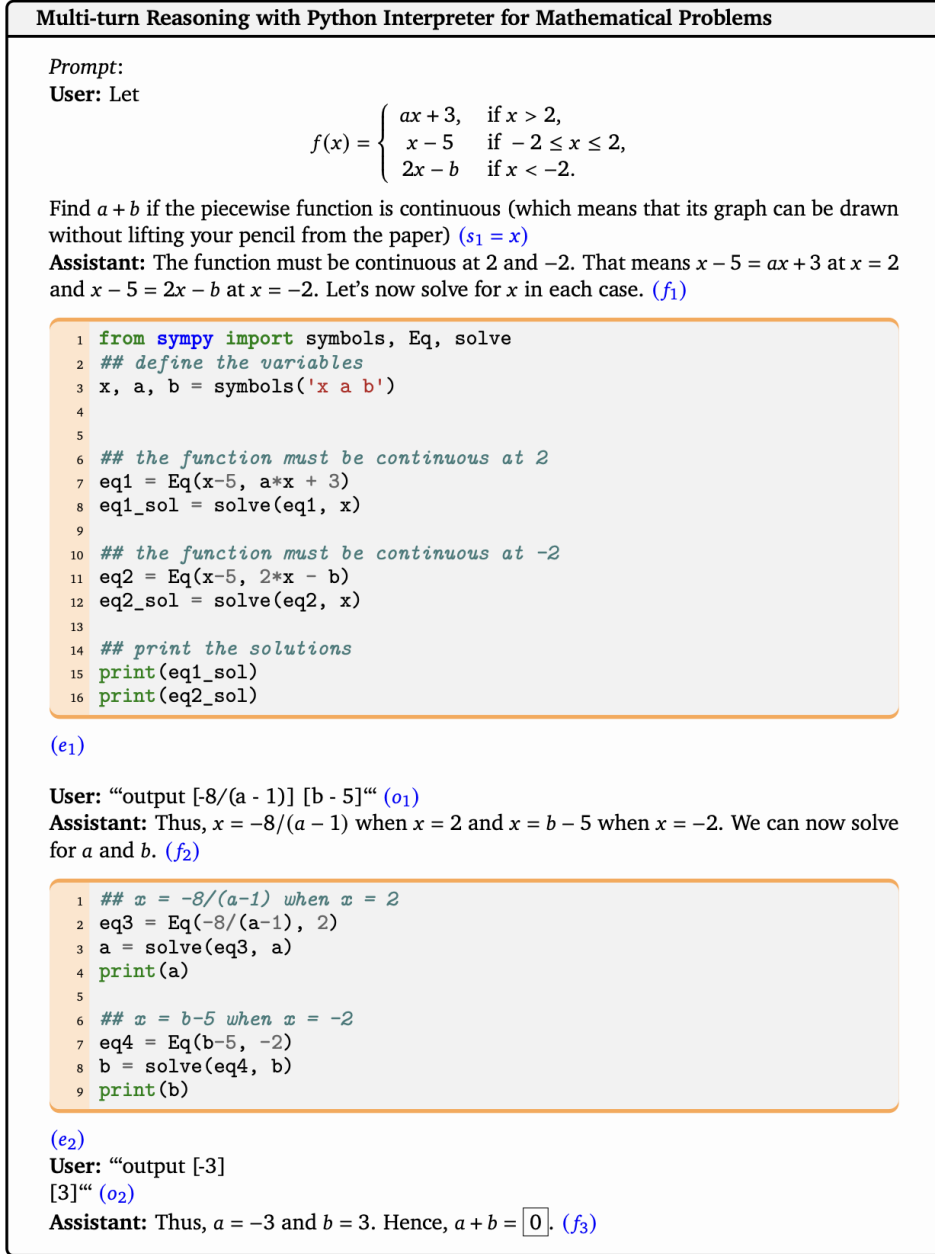 Multi-turn Reasoning with Python Interpreter for Mathematical Problems
Prompt:
User: Let
f(x) = { ax + 3, if x > 2,
x − 5 if − 2 ≤ x ≤ 2,
2x − b if x < −2.
Find a + b if the piecewise function is continuous (which means that its graph can be drawn
without lifting your pencil from the paper) (s₁ = x)
Assistant: The function must be continuous at 2 and −2. That means x − 5 = ax + 3 at x = 2
and x − 5 = 2x − b at x = −2. Let's now solve for x in each case. (f₁)
1 from sympy import symbols, Eq, solve
2 ## define the variables
3 x, a, b = symbols('x a b')
4
5
6 ## the function must be continuous at 2
7 eq1 = Eq(x-5, a*x + 3)
8 eq1_sol = solve(eq1, x)
9
10 ## the function must be continuous at -2
11 eq2 = Eq(x-5, 2*x - b)
12 eq2_sol = solve(eq2, x)
13
14 ## print the solutions
15 print(eq1_sol)
16 print(eq2_sol)
(e₁)
User: "‘output [-8/(a - 1)] [b - 5]“‘ (o₁)
Assistant: Thus, x = −8/(a − 1) when x = 2 and x = b − 5 when x = −2. We can now solve
for a and b. (f₂)
1 ## x = -8/(a-1) when x = 2
2 eq3 = Eq(-8/(a-1), 2)
3 a = solve(eq3, a)
4 print(a)
5
6 ## x = b-5 when x = -2
7 eq4 = Eq(b-5, -2)
8 b = solve(eq4, b)
9 print(b)
(e₂)
User: "‘output [-3]
[3]“‘ (o₂)
Assistant: Thus, a = −3 and b = 3. Hence, a + b = 0. (f₃)